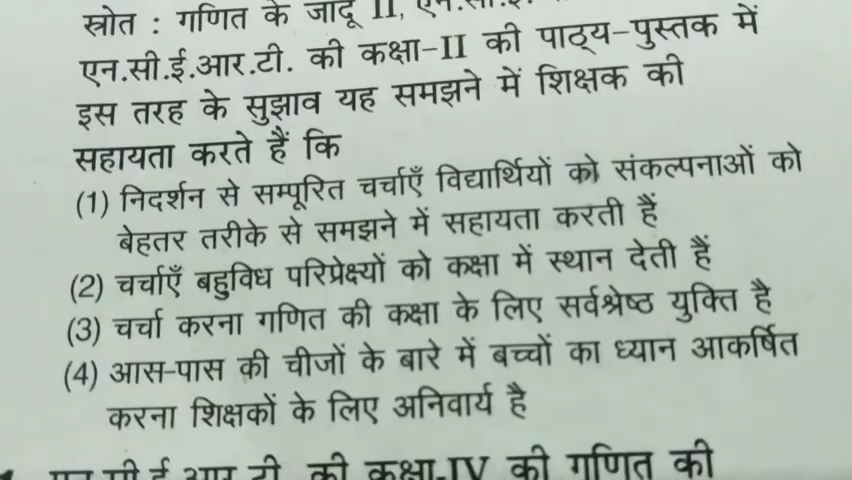 स्रोत : गणित के जादू II, एन.सी.ई.
एन.सी.ई.आर.टी. की कक्षा-II की पाठ्य-पुस्तक में
इस तरह के सुझाव यह समझने में शिक्षक की
सहायता करते हैं कि
(1) निदर्शन से सम्पूरित चर्चाएँ विद्यार्थियों को संकल्पनाओं को
बेहतर तरीके से समझने में सहायता करती हैं
(2) चर्चाएँ बहुविध परिप्रेक्ष्यों को कक्षा में स्थान देती हैं
(3) चर्चा करना गणित की कक्षा के लिए सर्वश्रेष्ठ युक्ति है
(4) आस-पास की चीजों के बारे में बच्चों का ध्यान आकर्षित
करना शिक्षकों के लिए अनिवार्य है
की कक्षा-IV की गणित की